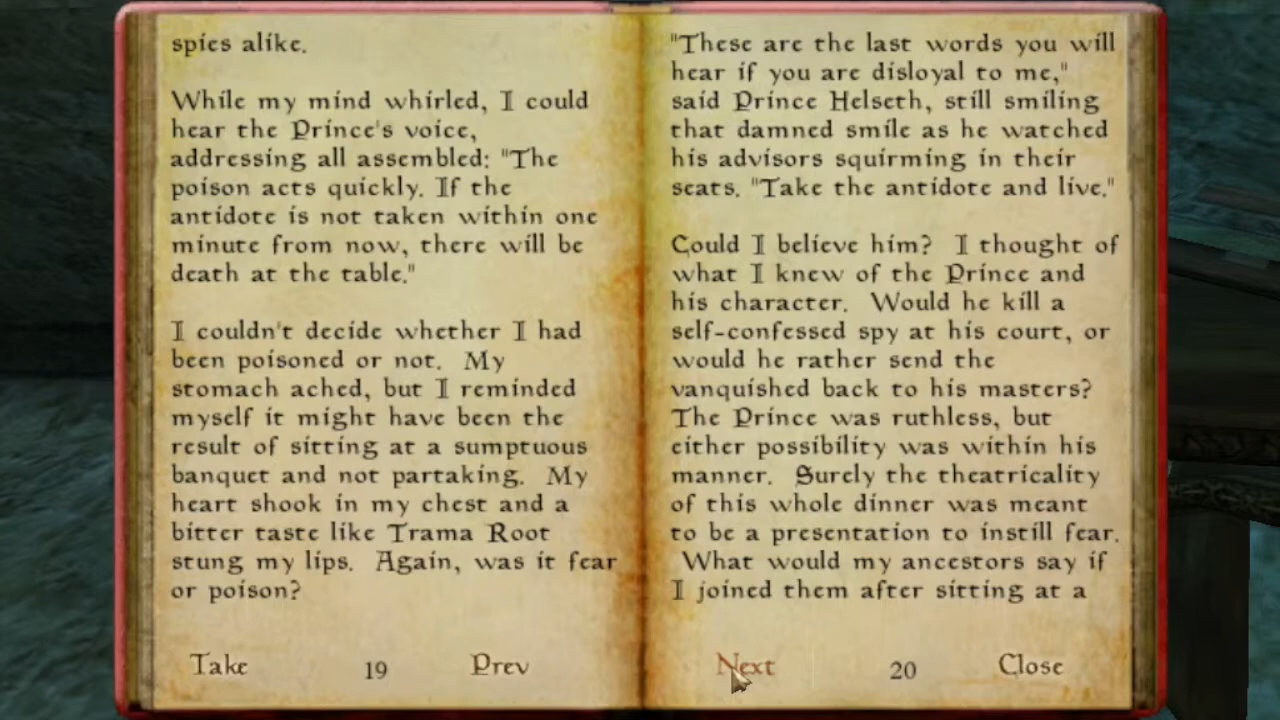 spies alike.
While my mind whirled, I could
hear the Prince's voice,
addressing all assembled: "The
poison acts quickly. If the
antidote is not taken within one
minute from now, there will be
death at the table."
I couldn't decide whether I had
been poisoned or not.  My
stomach ached, but I reminded
myself it might have been the
result of sitting at a sumptuous
banquet and not partaking.  My
heart shook in my chest and a
bitter taste like Trama Root
stung my lips.  Again, was it fear
or poison?
Take 19 Prev
"These are the last words you will
hear if you are disloyal to me,"
said Prince Helseth, still smiling
that damned smile as he watched
his advisors squirming in their
seats. "Take the antidote and live."
Could I believe him?  I thought of
what I knew of the Prince and
his character.  Would he kill a
self-confessed spy at his court, or
would he rather send the
vanquished back to his masters?
The Prince was ruthless, but
either possibility was within his
manner.  Surely the theatricality
of this whole dinner was meant
to be a presentation to instill fear.
What would my ancestors say if
I joined them after sitting at a
Next 20 Close